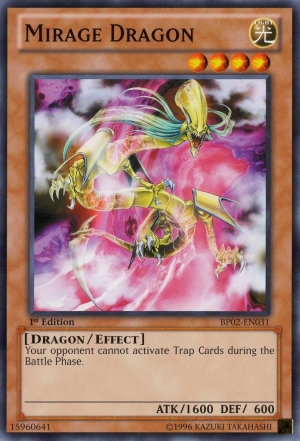 MIRAGE DRAGON
LIGHT
光
1st Edition
BP02-EN031
[DRAGON/EFFECT]
Your opponent cannot activate Trap Cards during the
Battle Phase.
ATK/1600 DEF/ 600
15960641
©1996 KAZUKI TAKAHASHI